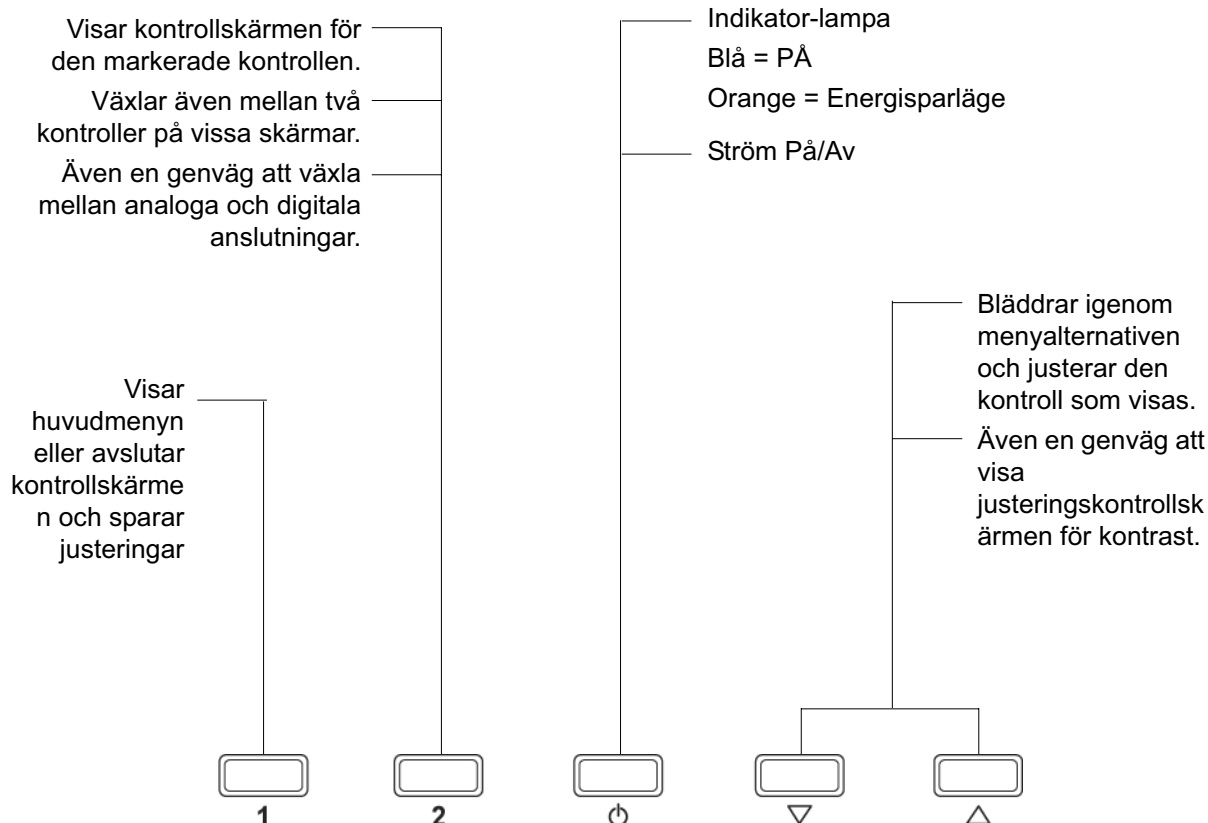 Visar kontrollskärmen för
den markerade kontrollen.
Växlar även mellan två
kontroller på vissa skärmar.
Även en genväg att växla
mellan analoga och digitala
anslutningar.
Indikator-lampa
Blå = PÅ
Orange = Energisparläge
Ström På/Av
Bläddrar igenom
menyalternativen
och justerar den
kontroll som visas.
Även en genväg att
visa
justeringskontrollsk
ärmen för kontrast.
Visar
huvudmenyn
eller avslutar
kontrollskärme
n och sparar
justeringar
1
2